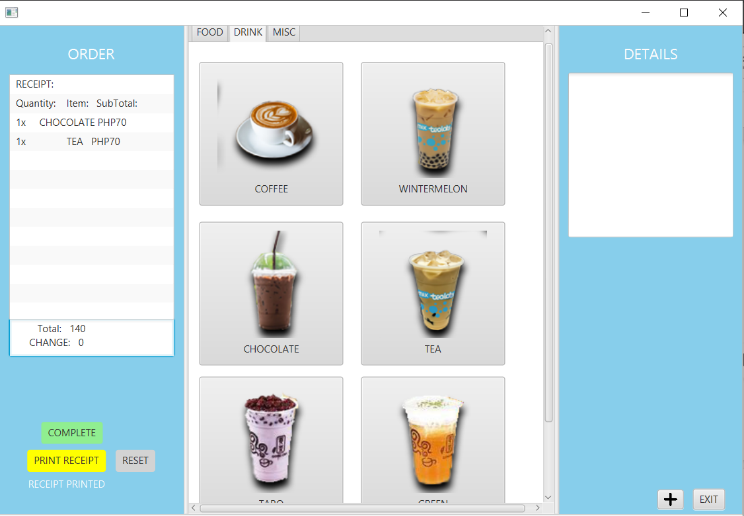 ORDER
RECEIPT:
Quantity: Item: SubTotal:
1x CHOCOLATE PHP70
1x TEA PHP70
Total: 140
CHANGE: 0
COMPLETE
PRINT RECEIPT
RESET
RECEIPT PRINTED
FOOD
DRINK
MISC
COFFEE
WINTERMELON
CHOCOLATE
TEA
TARO
GREEN
DETAILS
EXIT